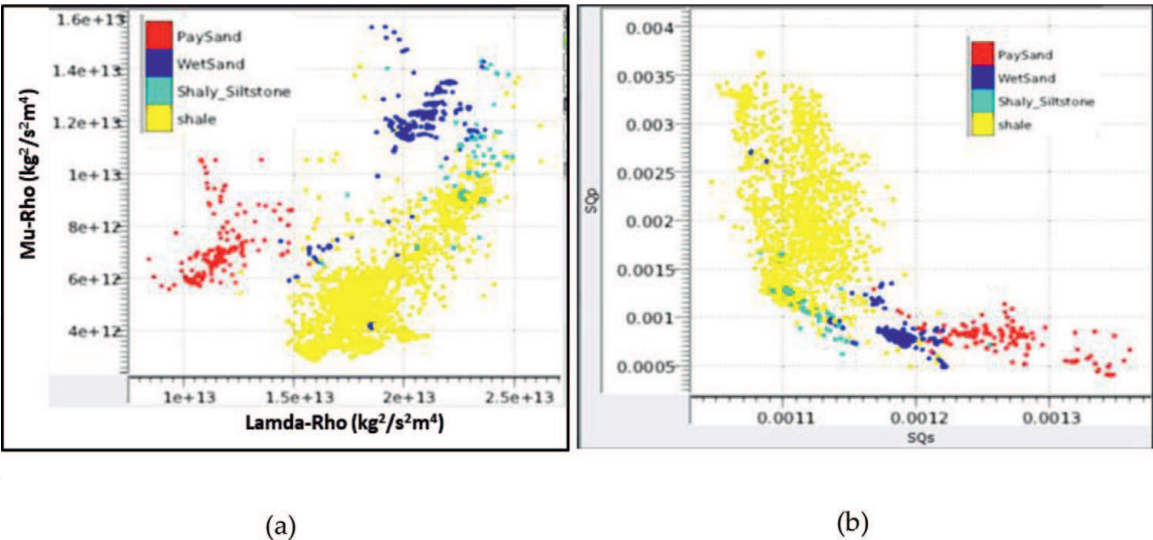 1.6e+13
1.4e+13
1.2e+13
1e+13
8e+12
6e+12
4e+12
Mu-Rho (kg²/s²m⁴)
PaySand
WetSand
Shaly_Siltstone
shale
1e+13 1.5e+13 2e+13 2.5e+13
Lamda-Rho (kg²/s²m⁴)
(a)
0.004
0.0035
0.003
0.0025
0.002
0.0015
0.001
0.0005
SQp
PaySand
WetSand
Shaly_Siltstone
shale
0.0011 0.0012 0.0013
SQs
(b)